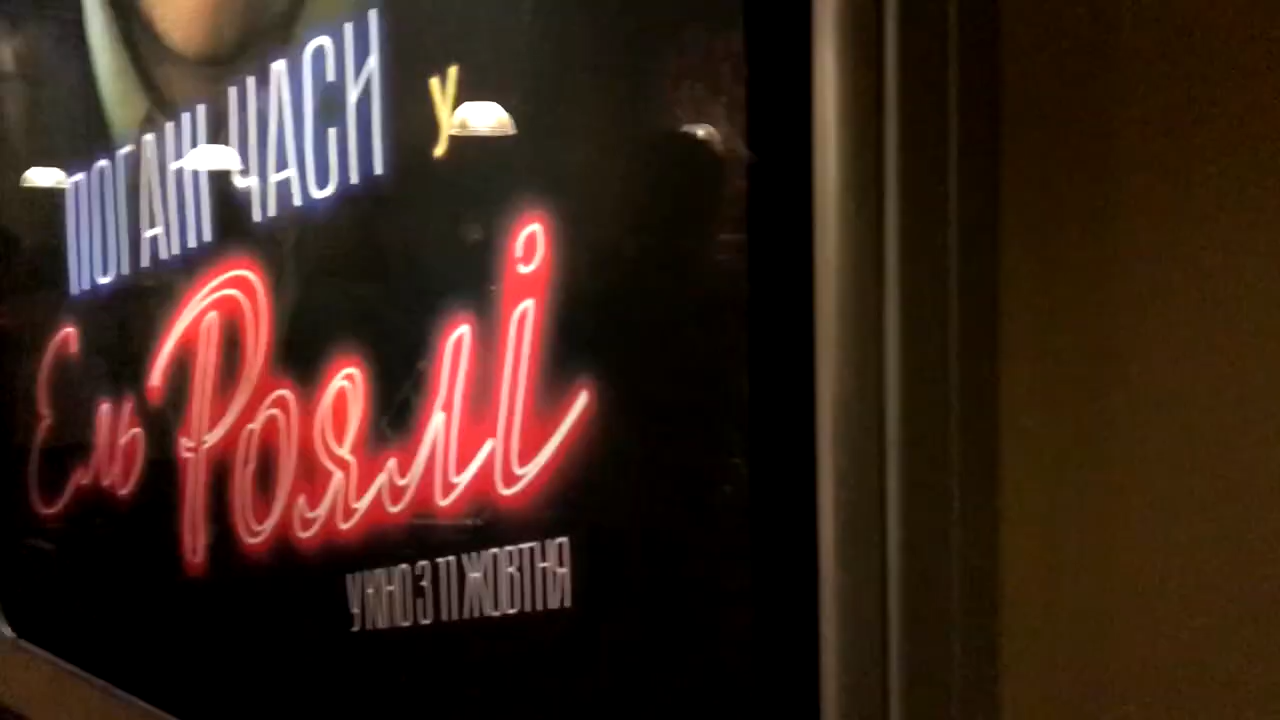 ПОГАНІ ЧАСИ У
Ель Роялі
У КІНО З 11 ЖОВТНЯ